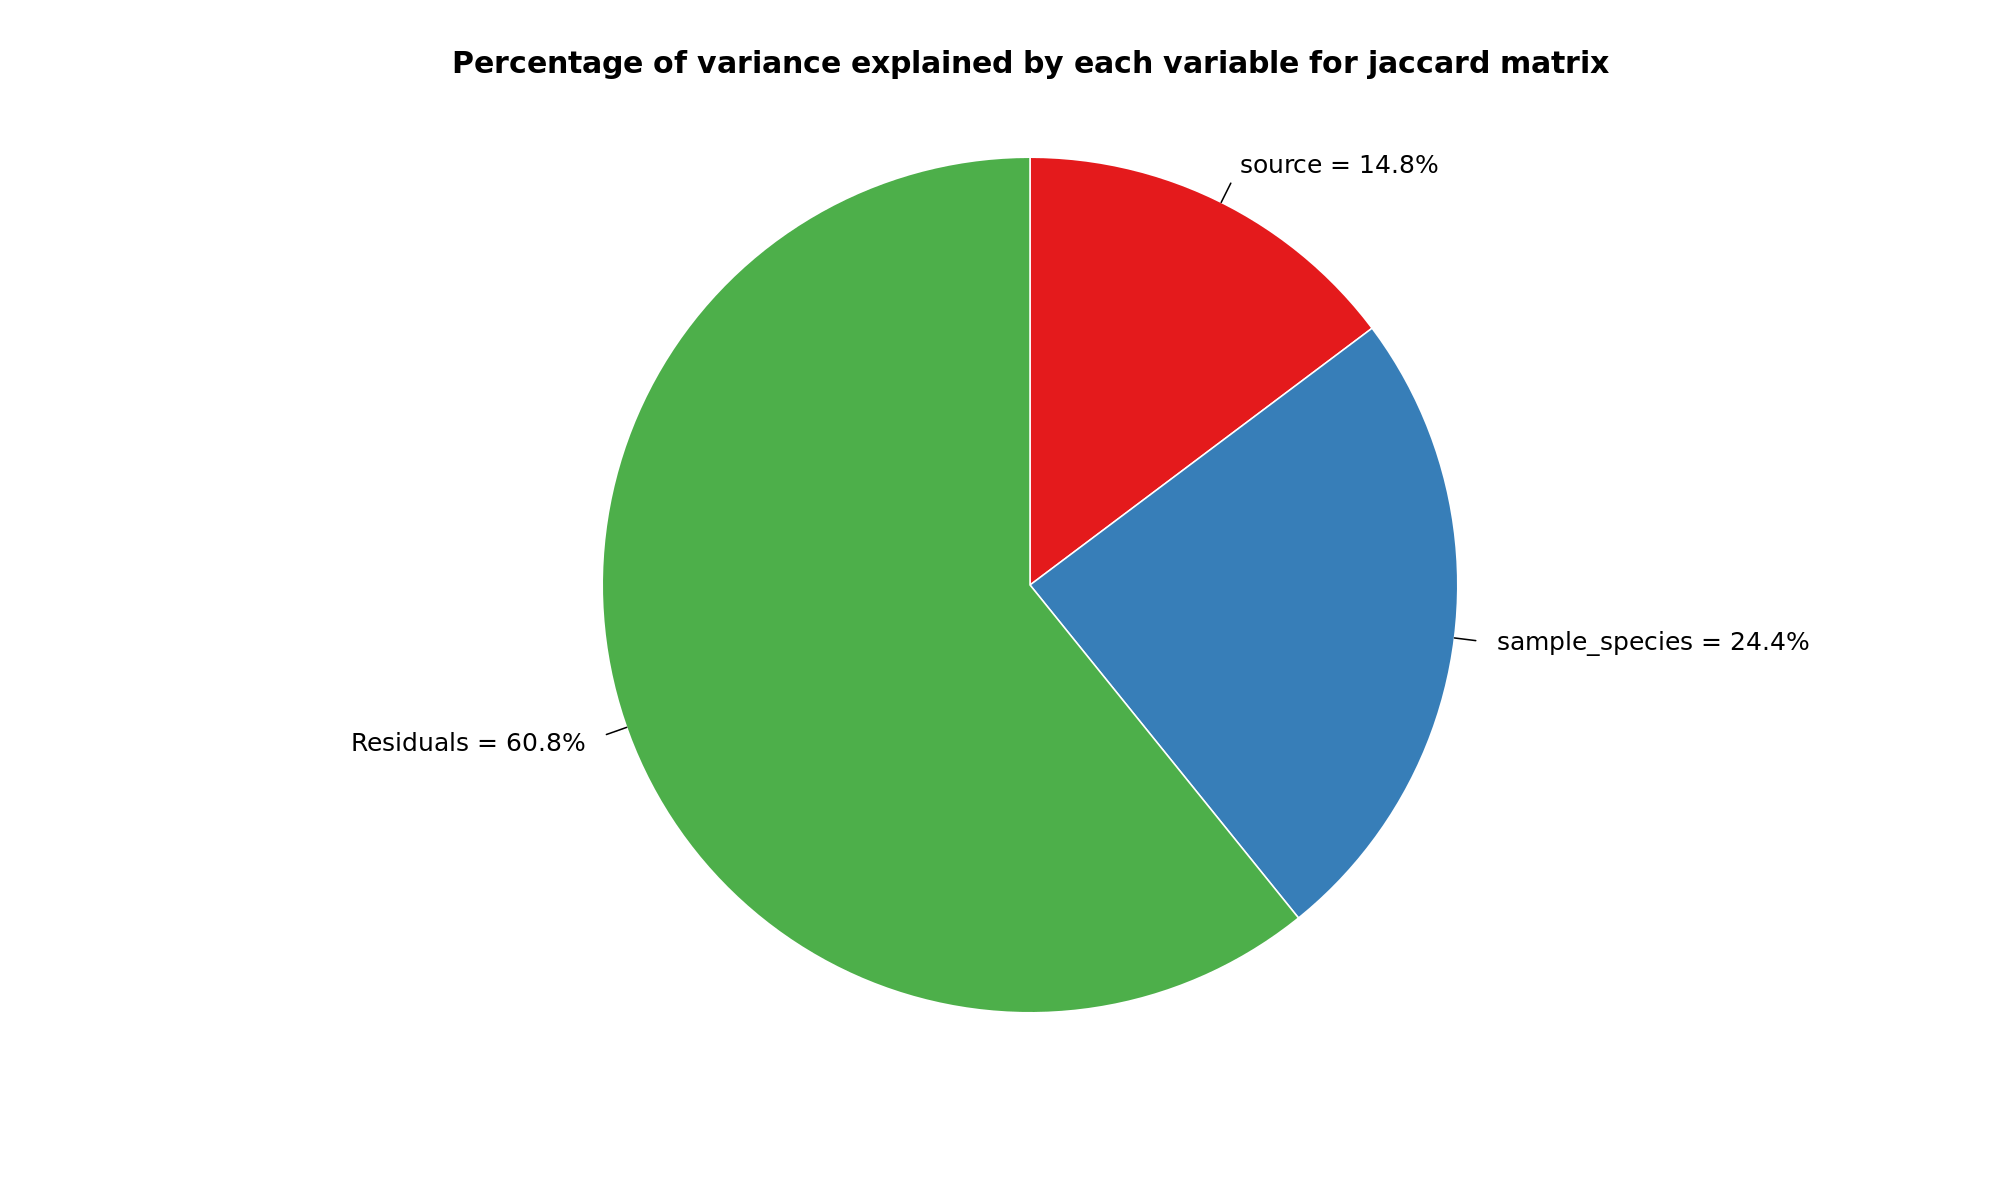 Percentage of variance explained by each variable for jaccard matrix
source = 14.8%
sample_species = 24.4%
Residuals = 60.8%